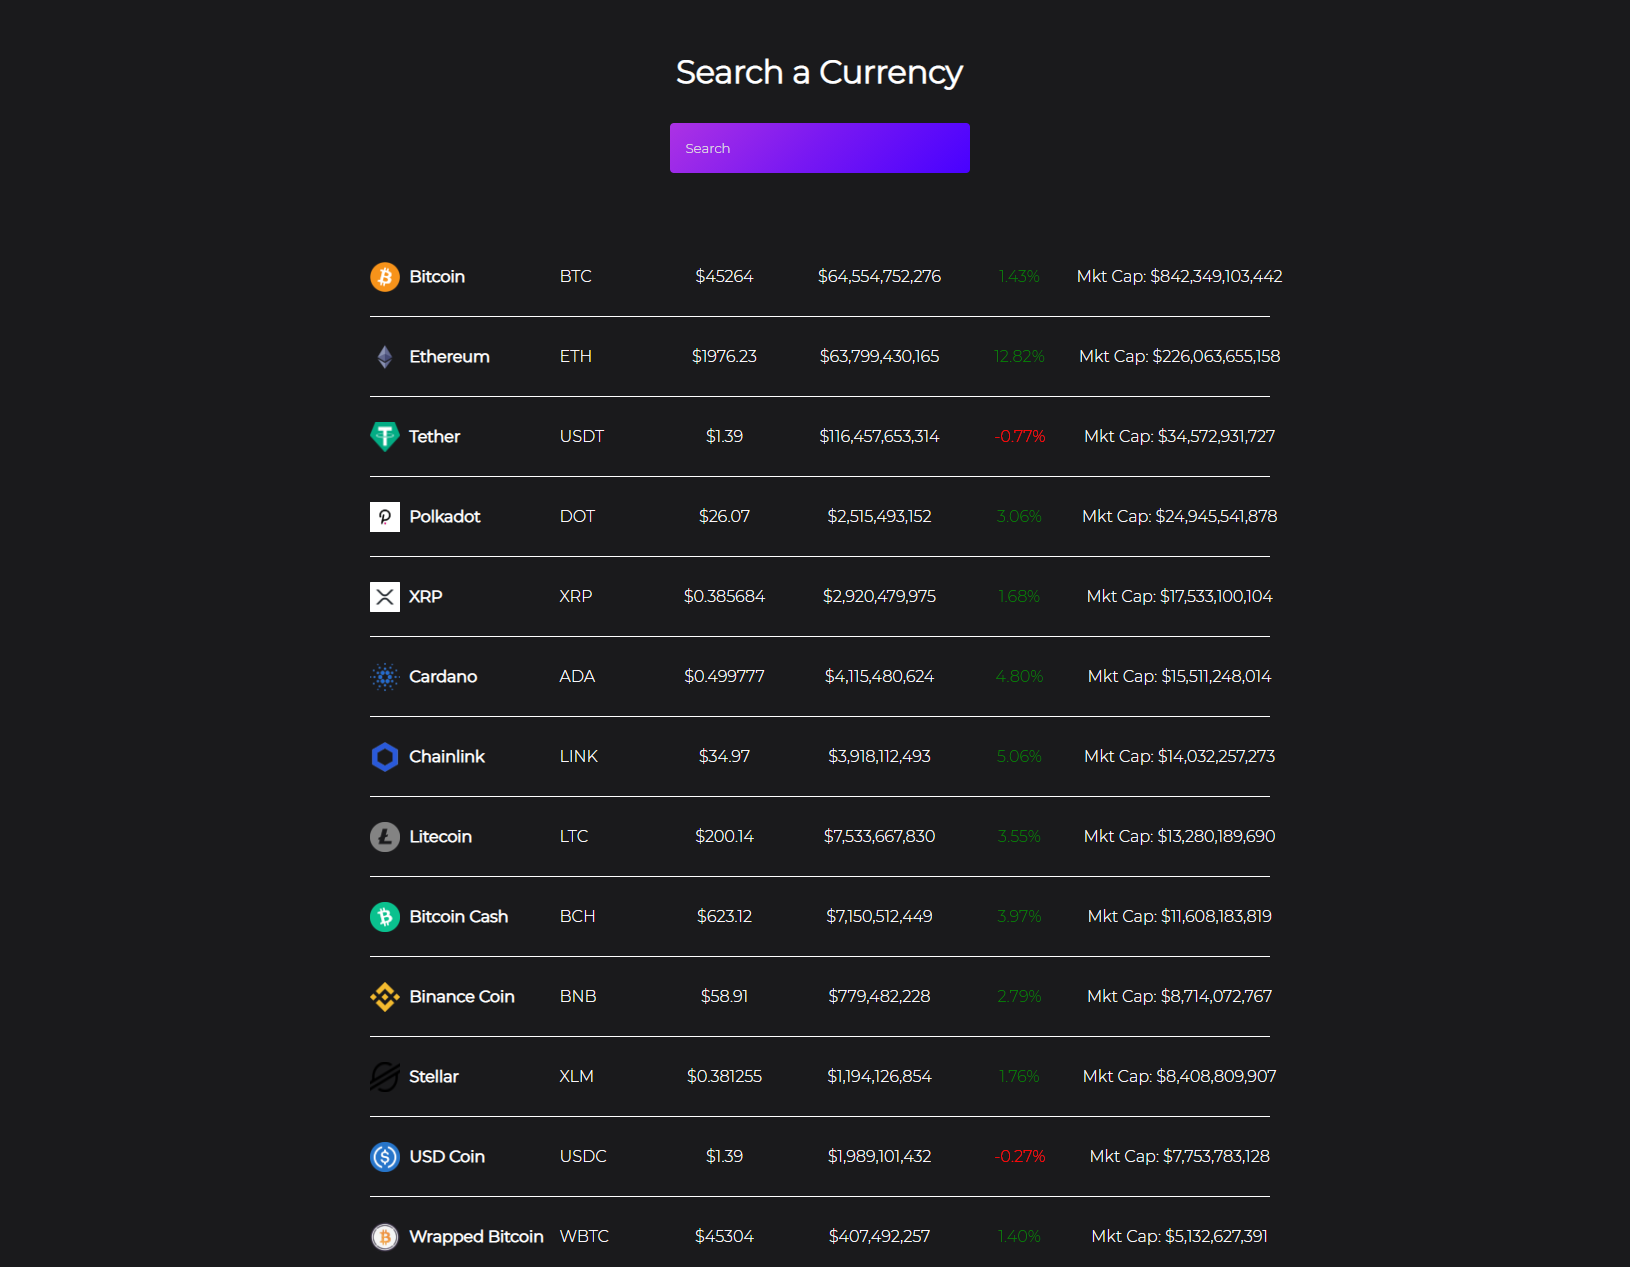 Search a Currency
Search
Bitcoin BTC $45264 $64,554,752,276 1.43% Mkt Cap: $842,349,103,442
Ethereum ETH $1976.23 $63,799,430,165 12.82% Mkt Cap: $226,063,655,158
Tether USDT $1.39 $116,457,653,314 -0.77% Mkt Cap: $34,572,931,727
Polkadot DOT $26.07 $2,515,493,152 3.06% Mkt Cap: $24,945,541,878
XRP XRP $0.385684 $2,920,479,975 1.68% Mkt Cap: $17,533,100,104
Cardano ADA $0.499777 $4,115,480,624 4.80% Mkt Cap: $15,511,248,014
Chainlink LINK $34.97 $3,918,112,493 5.06% Mkt Cap: $14,032,257,273
Litecoin LTC $200.14 $7,533,667,830 3.55% Mkt Cap: $13,280,189,690
Bitcoin Cash BCH $623.12 $7,150,512,449 3.97% Mkt Cap: $11,608,183,819
Binance Coin BNB $58.91 $779,482,228 2.79% Mkt Cap: $8,714,072,767
Stellar XLM $0.381255 $1,194,126,854 1.76% Mkt Cap: $8,408,809,907
USD Coin USDC $1.39 $1,989,101,432 -0.27% Mkt Cap: $7,753,783,128
Wrapped Bitcoin WBTC $45304 $407,492,257 1.40% Mkt Cap: $5,132,627,391